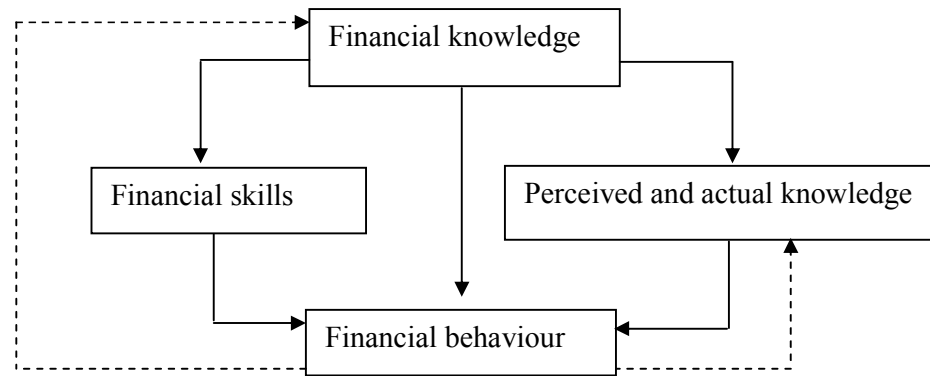 Financial knowledge
Financial skills
Perceived and actual knowledge
Financial behaviour